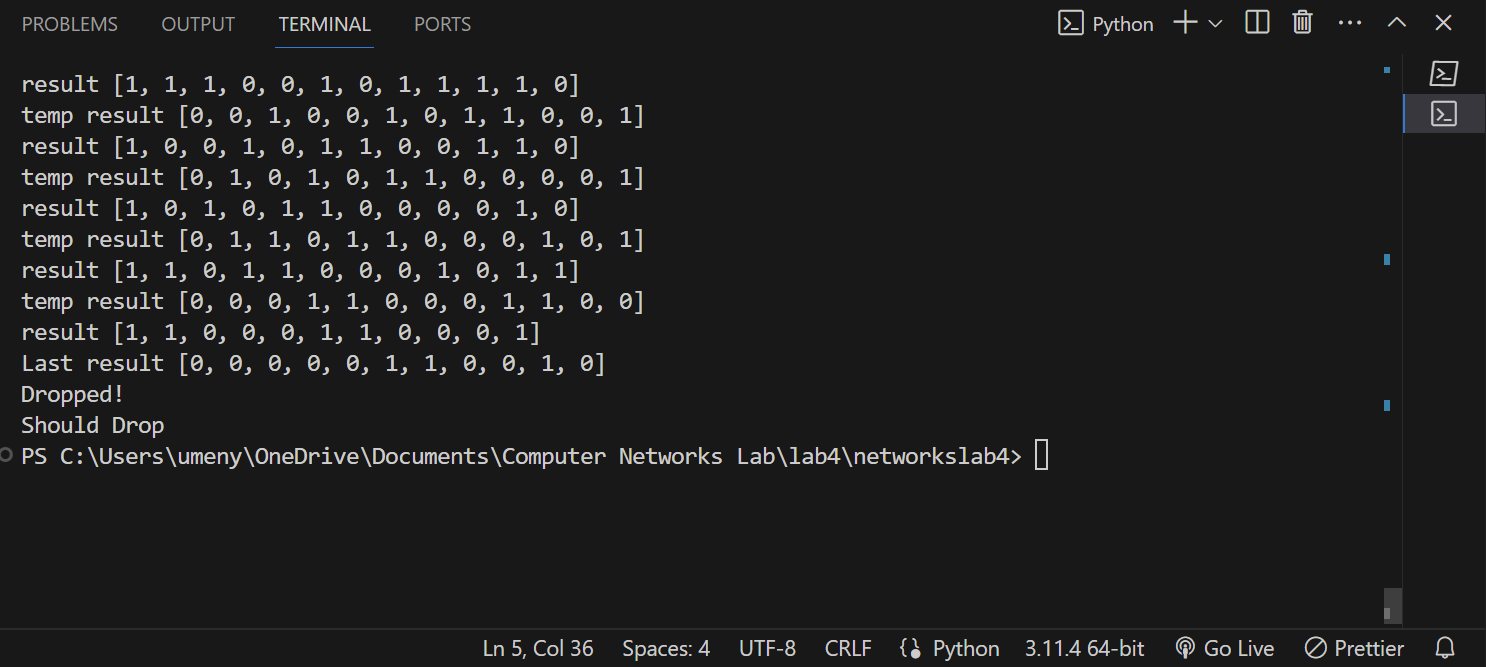 PROBLEMS OUTPUT TERMINAL PORTS Python
result [1, 1, 1, 0, 0, 1, 0, 1, 1, 1, 1, 0]
temp result [0, 0, 1, 0, 0, 1, 0, 1, 1, 0, 0, 1]
result [1, 0, 0, 1, 0, 1, 1, 0, 0, 1, 1, 0]
temp result [0, 1, 0, 1, 0, 1, 1, 0, 0, 0, 0, 1]
result [1, 0, 1, 0, 1, 1, 0, 0, 0, 0, 1, 0]
temp result [0, 1, 1, 0, 1, 1, 0, 0, 0, 1, 0, 1]
result [1, 1, 0, 1, 1, 0, 0, 0, 1, 0, 1, 1]
temp result [0, 0, 0, 1, 1, 0, 0, 0, 1, 1, 0, 0]
result [1, 1, 0, 0, 0, 1, 1, 0, 0, 0, 1]
Last result [0, 0, 0, 0, 0, 1, 1, 0, 0, 1, 0]
Dropped!
Should Drop
PS C:\Users\umeny\OneDrive\Documents\Computer Networks Lab\lab4\networkslab4>
Ln 5, Col 36 Spaces: 4 UTF-8 CRLF Python 3.11.4 64-bit Go Live Prettier